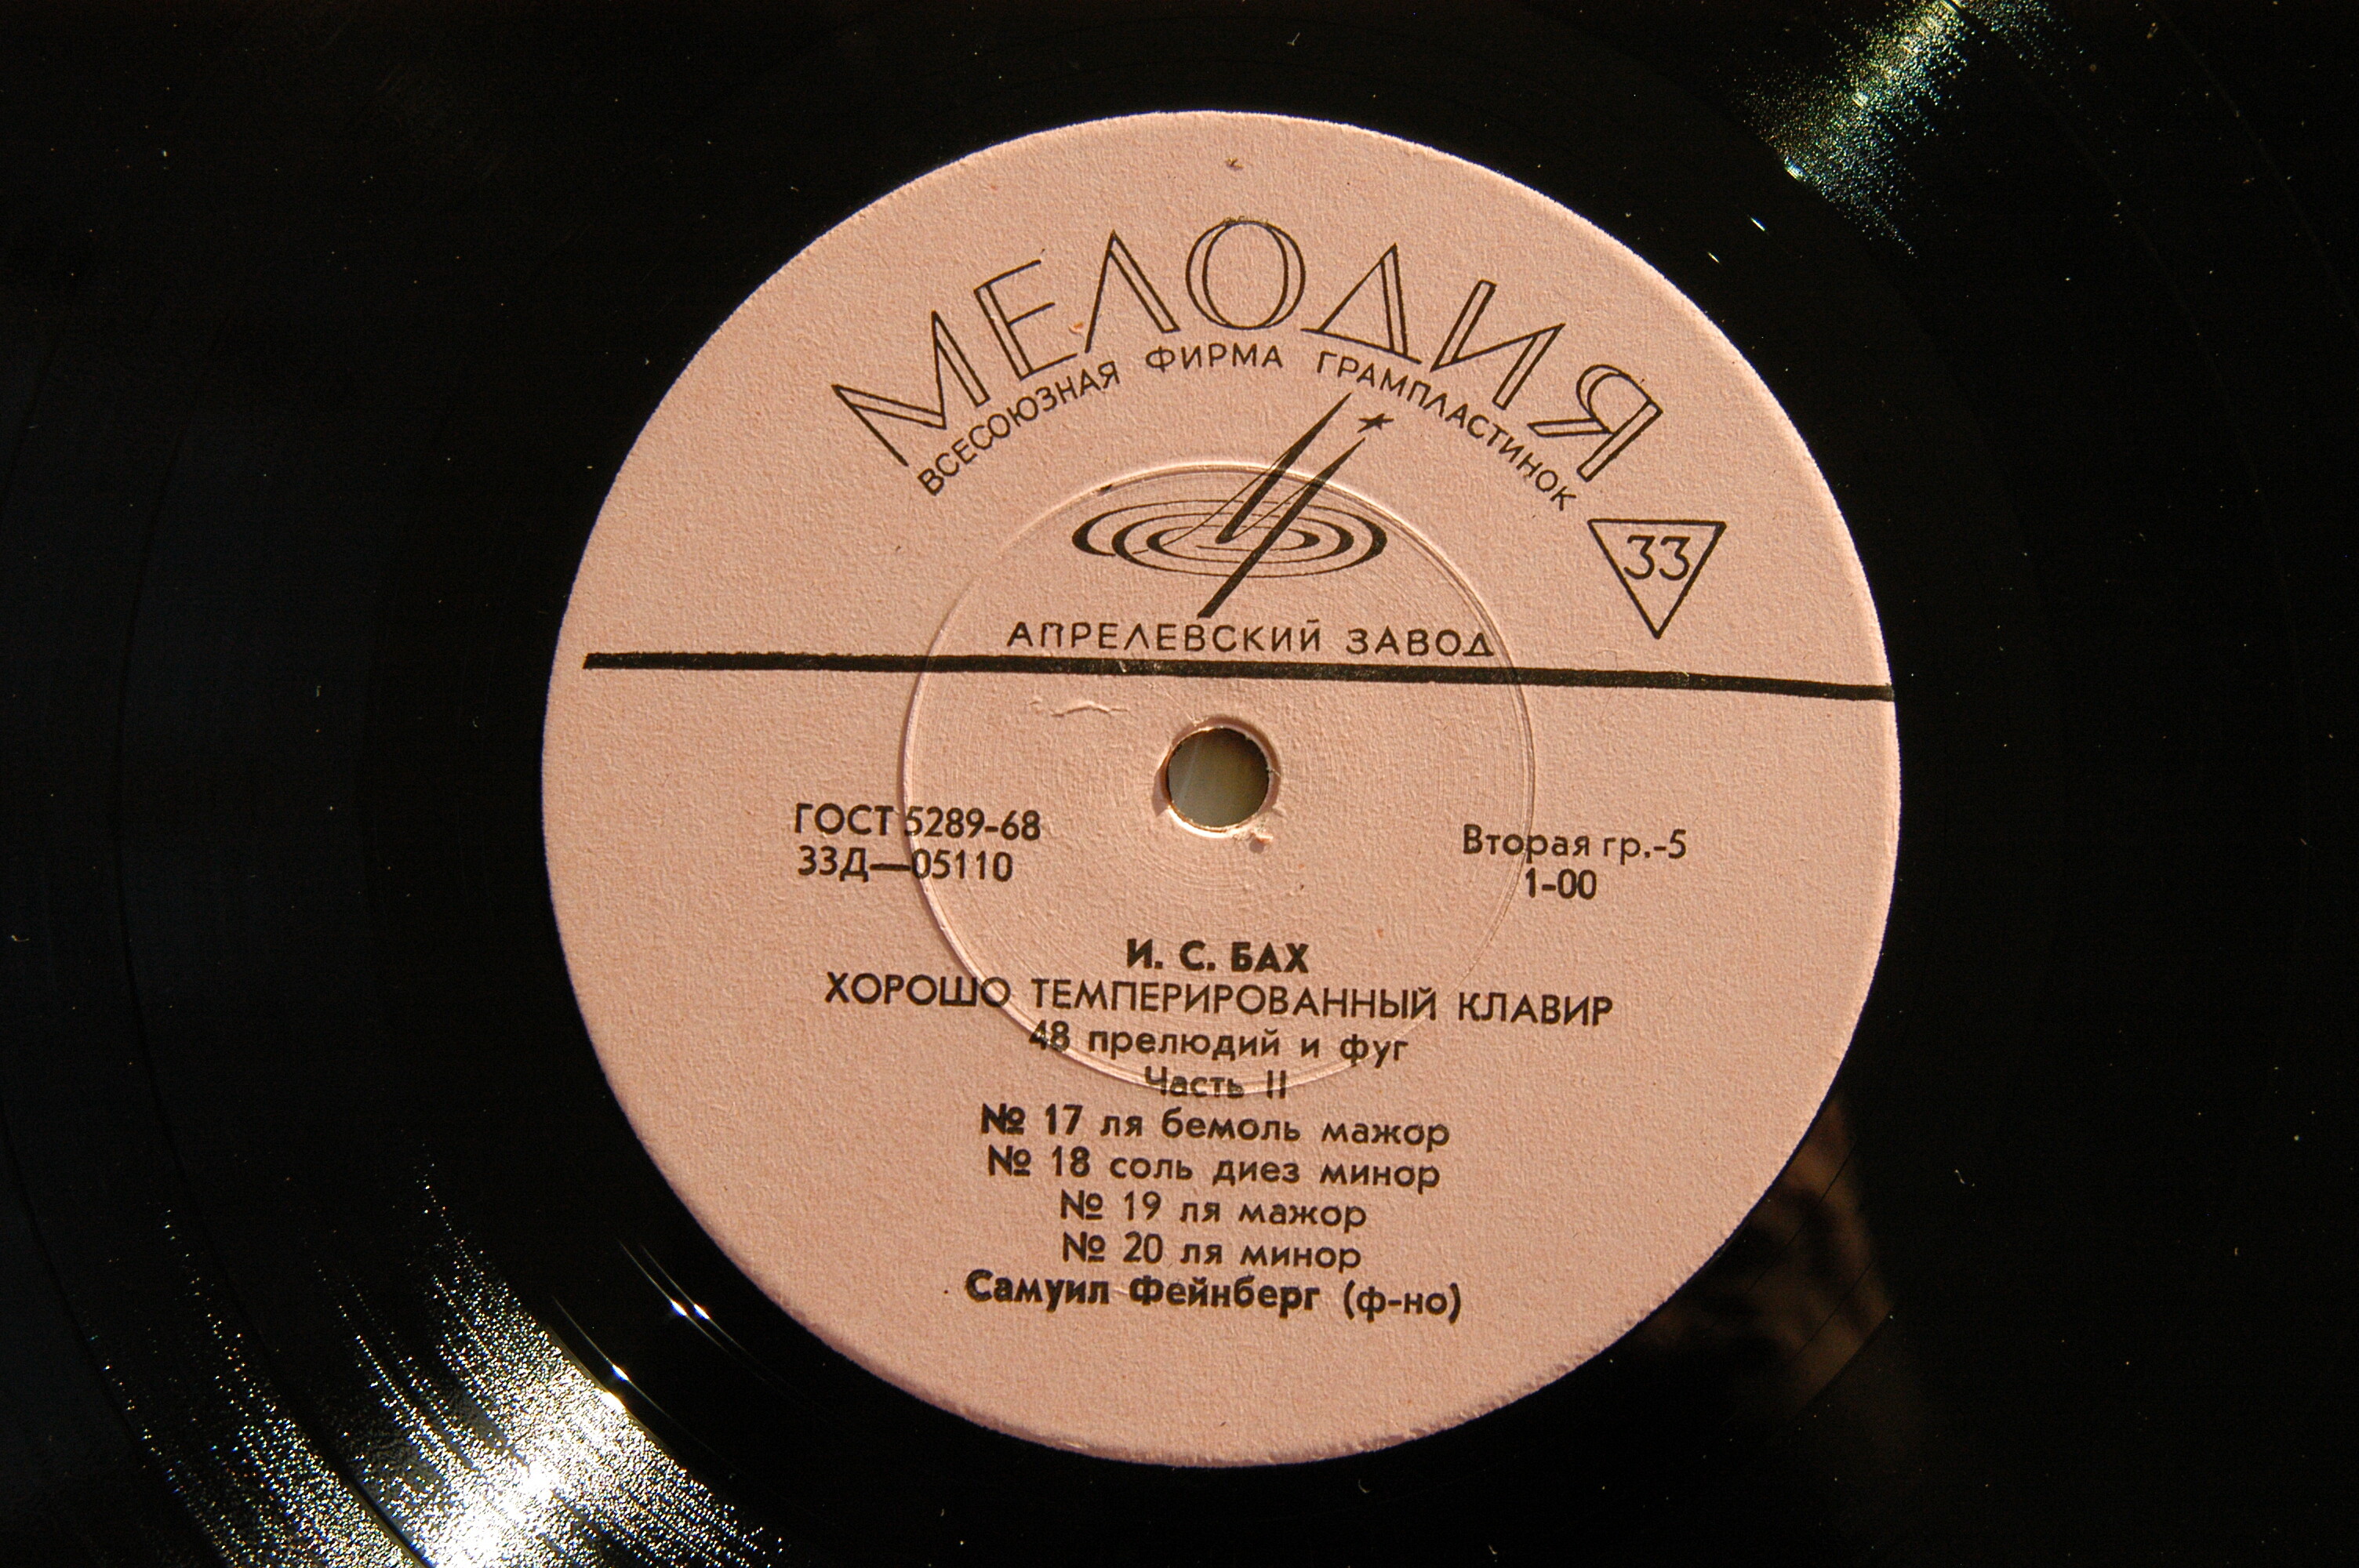 МЕЛОДИЯ
ВСЕСОЮЗНАЯ ФИРМА ГРАМПЛАСТИНОК
33
АПРЕЛЕВСКИЙ ЗАВОД
ГОСТ 5289-68
33Д—05110
Вторая гр.-5
1-00
И. С. БАХ
ХОРОШО ТЕМПЕРИРОВАННЫЙ КЛАВИР
48 прелюдий и фуг
Часть II
№ 17 ля бемоль мажор
№ 18 соль диез минор
№ 19 ля мажор
№ 20 ля минор
Самуил Фейнберг (ф-но)